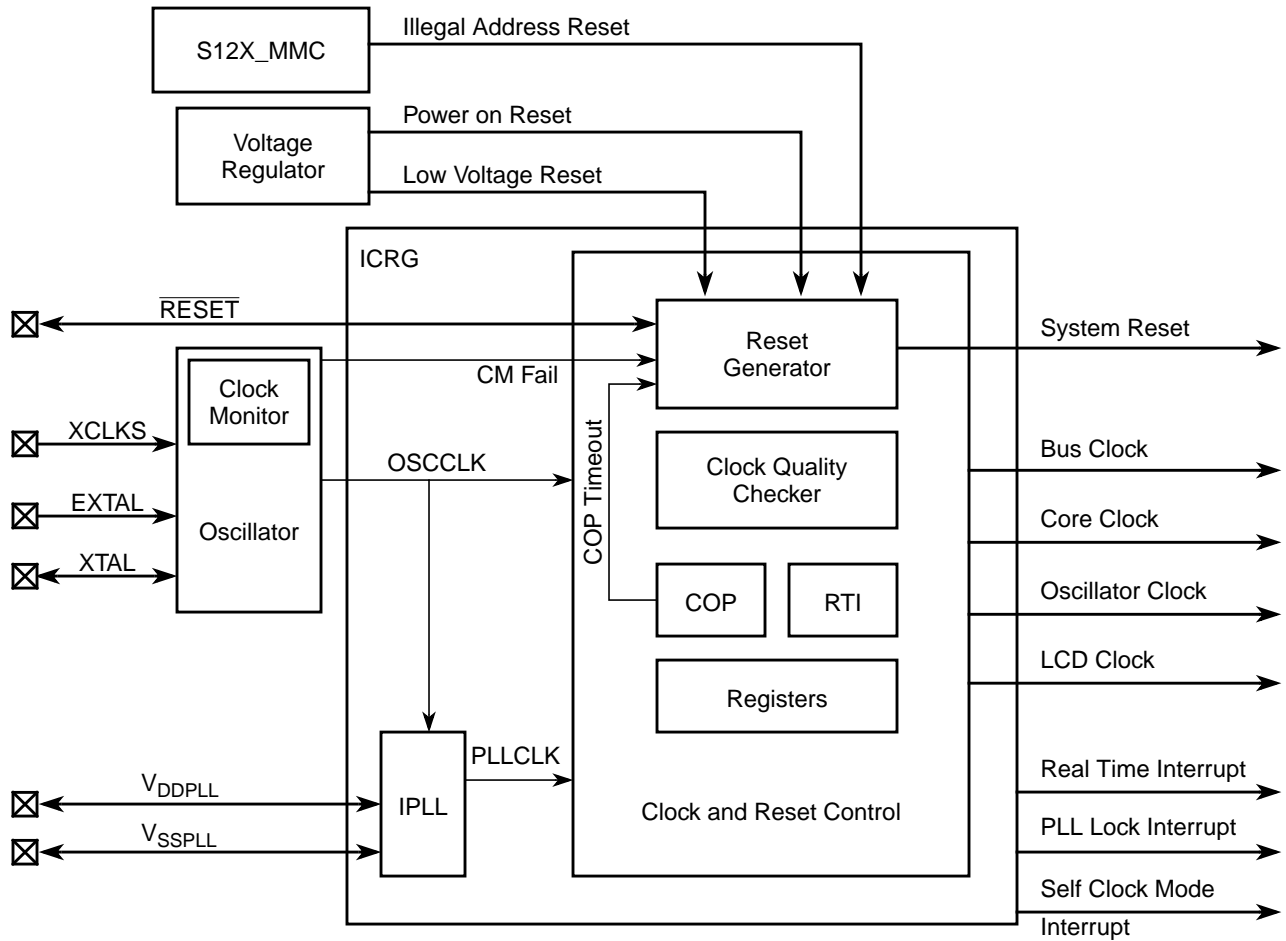 Illegal Address Reset
S12X_MMC
Power on Reset
Voltage
Regulator
Low Voltage Reset
ICRG
RESET
Reset
Generator
System Reset
CM Fail
Clock
Monitor
XCLKS
OSCCLK
COP Timeout
Clock Quality
Checker
Bus Clock
EXTAL
Oscillator
Core Clock
XTAL
COP
RTI
Oscillator Clock
LCD Clock
Registers
PLLCLK
Real Time Interrupt
VDDPLL
IPLL
Clock and Reset Control
PLL Lock Interrupt
VSSPLL
Self Clock Mode
Interrupt